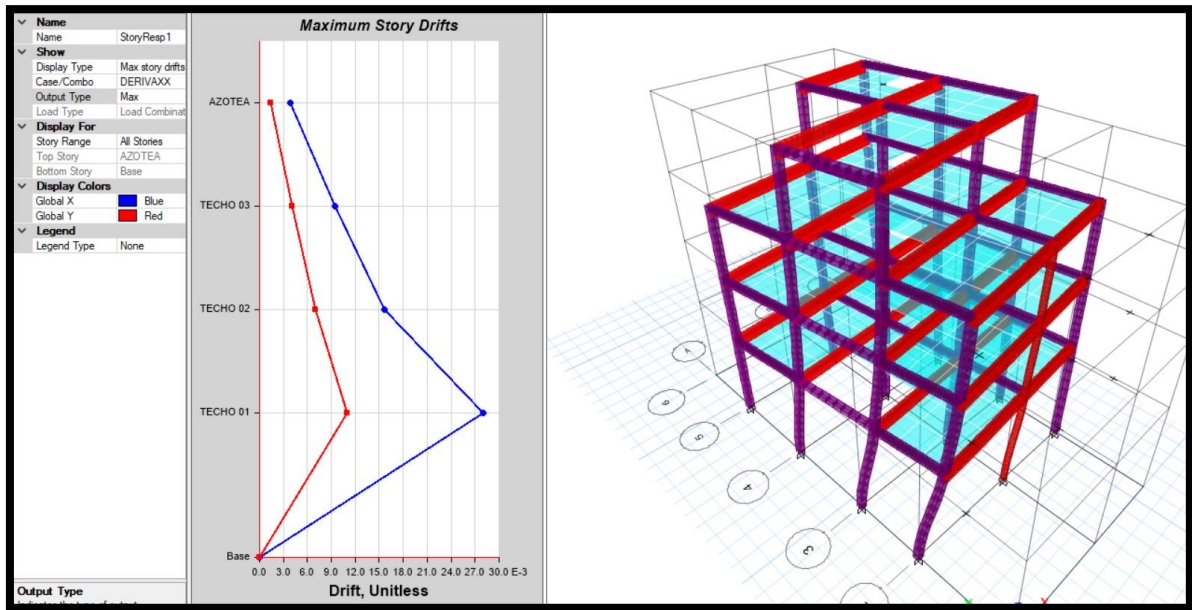 Name
Name StoryResp1
Show
Display Type Max story drifts
Case/Combo DERIVAXX
Output Type Max
Load Type Load Combinat
Display For
Story Range All Stories
Top Story AZOTEA
Bottom Story Base
Display Colors
Global X Blue
Global Y Red
Legend
Legend Type None
Output Type
Maximum Story Drifts
AZOTEA
TECHO 03
TECHO 02
TECHO 01
Base
0.0 3.0 6.0 9.0 12.0 15.0 18.0 21.0 24.0 27.0 30.0 E-3
Drift, Unitless
6
5
4
3